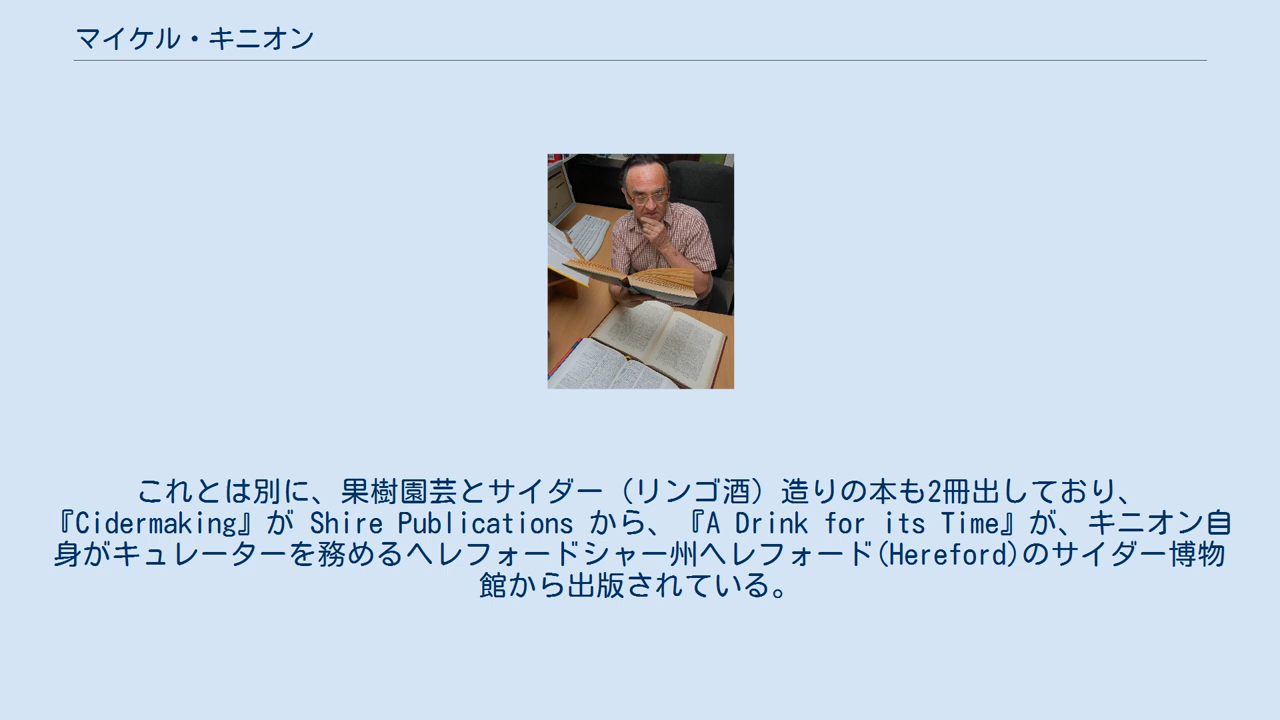 マイケル・キニオン
これとは別に、果樹園芸とサイダー（リンゴ酒）造りの本も2冊出しており、
『Cidermaking』が Shire Publications から、『A Drink for its Time』が、キニオン自
身がキュレーターを務めるヘレフォードシャー州ヘレフォード(Hereford)のサイダー博物
館から出版されている。